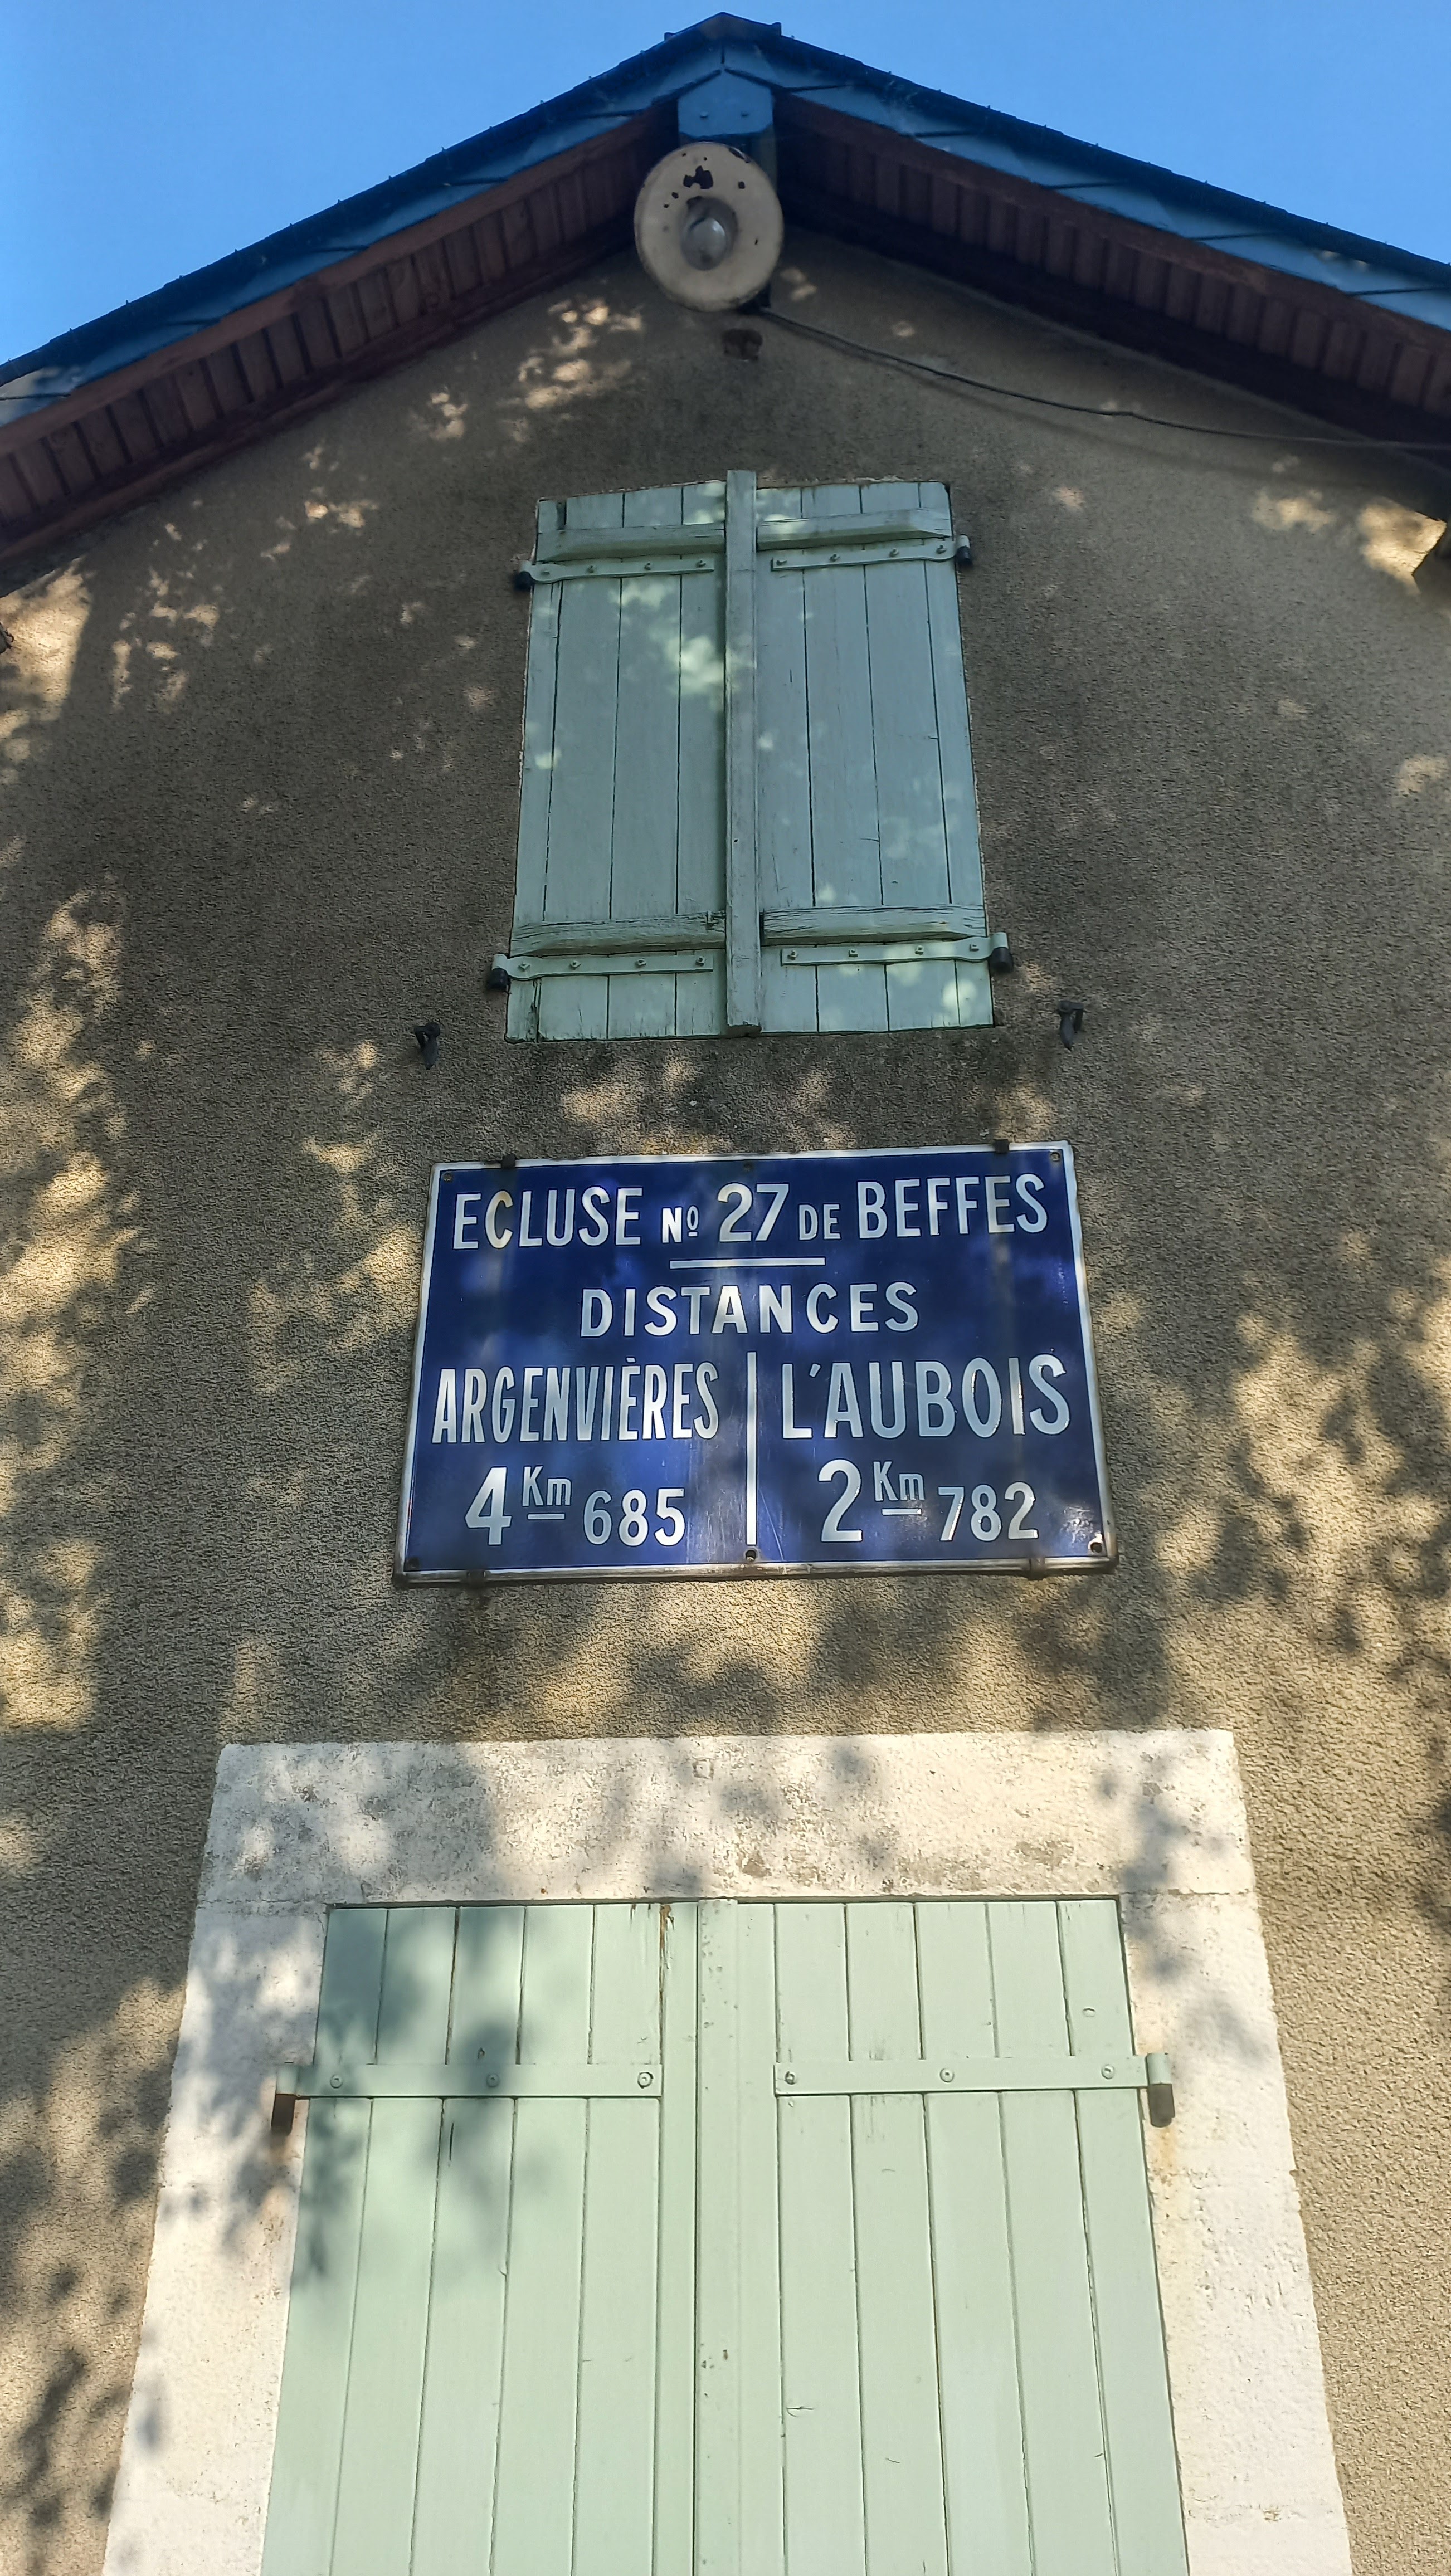 ECLUSE Nº 27 DE BEFFES
DISTANCES
ARGENVIÈRES L'AUBOIS
4 Km 685 2 Km 782